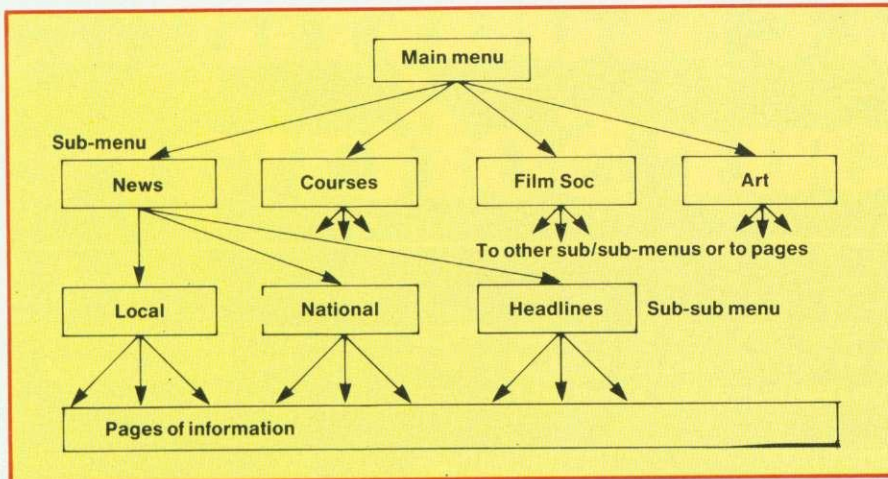 Main menu
Sub-menu
News
Courses
Film Soc
Art
To other sub/sub-menus or to pages
Local
National
Headlines
Sub-sub menu
Pages of information